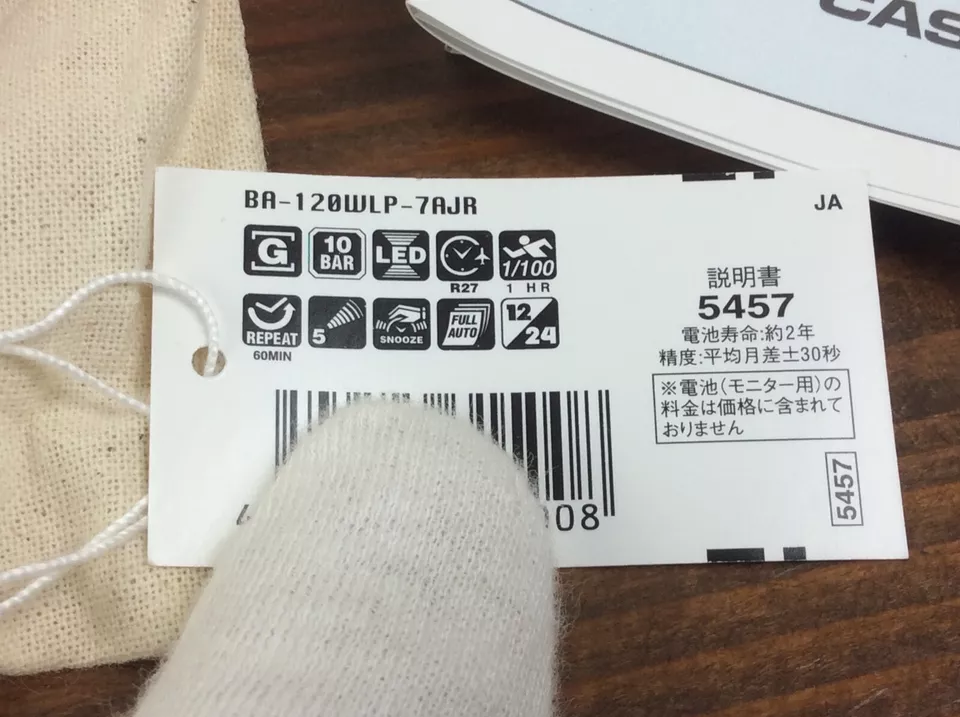 CAS
BA-120WLP-7AJR
JA
G
10
BAR
LED
R27
1/100
1 HR
REPEAT
60MIN
5
SNOOZE
FULL
AUTO
12
24
説明書
5457
電池寿命:約2年
精度:平均月差±30秒
※電池(モニター用)の
料金は価格に含まれて
おりません
5457
08